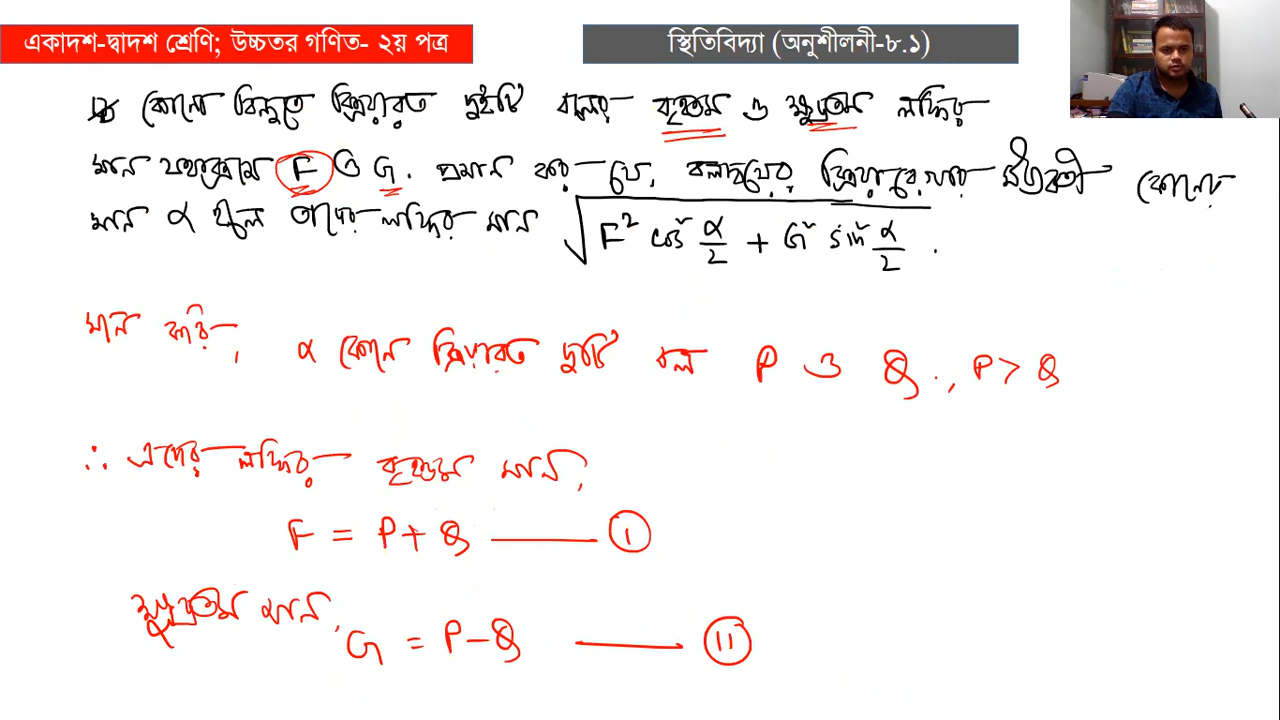 একাদশ-দ্বাদশ শ্রেণি; উচ্চতর গণিত- ২য় পত্র
স্থিতিবিদ্যা (অনুশীলনী-৮.১)
কোনো বিন্দুতে ক্রিয়ারত দুইটি বলের বৃহত্তম ও ক্ষুদ্রতম লব্ধির
মান যথাক্রমে F ও G. প্রমান কর যে, বলদ্বয়ের ক্রিয়ারেখার মধ্যবর্তী কোনের
মান α হলে তাদের লব্ধির মান √(F² cos² α/2 + G² sin² α/2) .
মনে করি, α কোনে ক্রিয়ারত দুটি বল P ও Q., P > Q
∴ এদের লব্ধির বৃহত্তম মান,
F = P + Q ——— I
ক্ষুদ্রতম মান,
G = P − Q ——— II